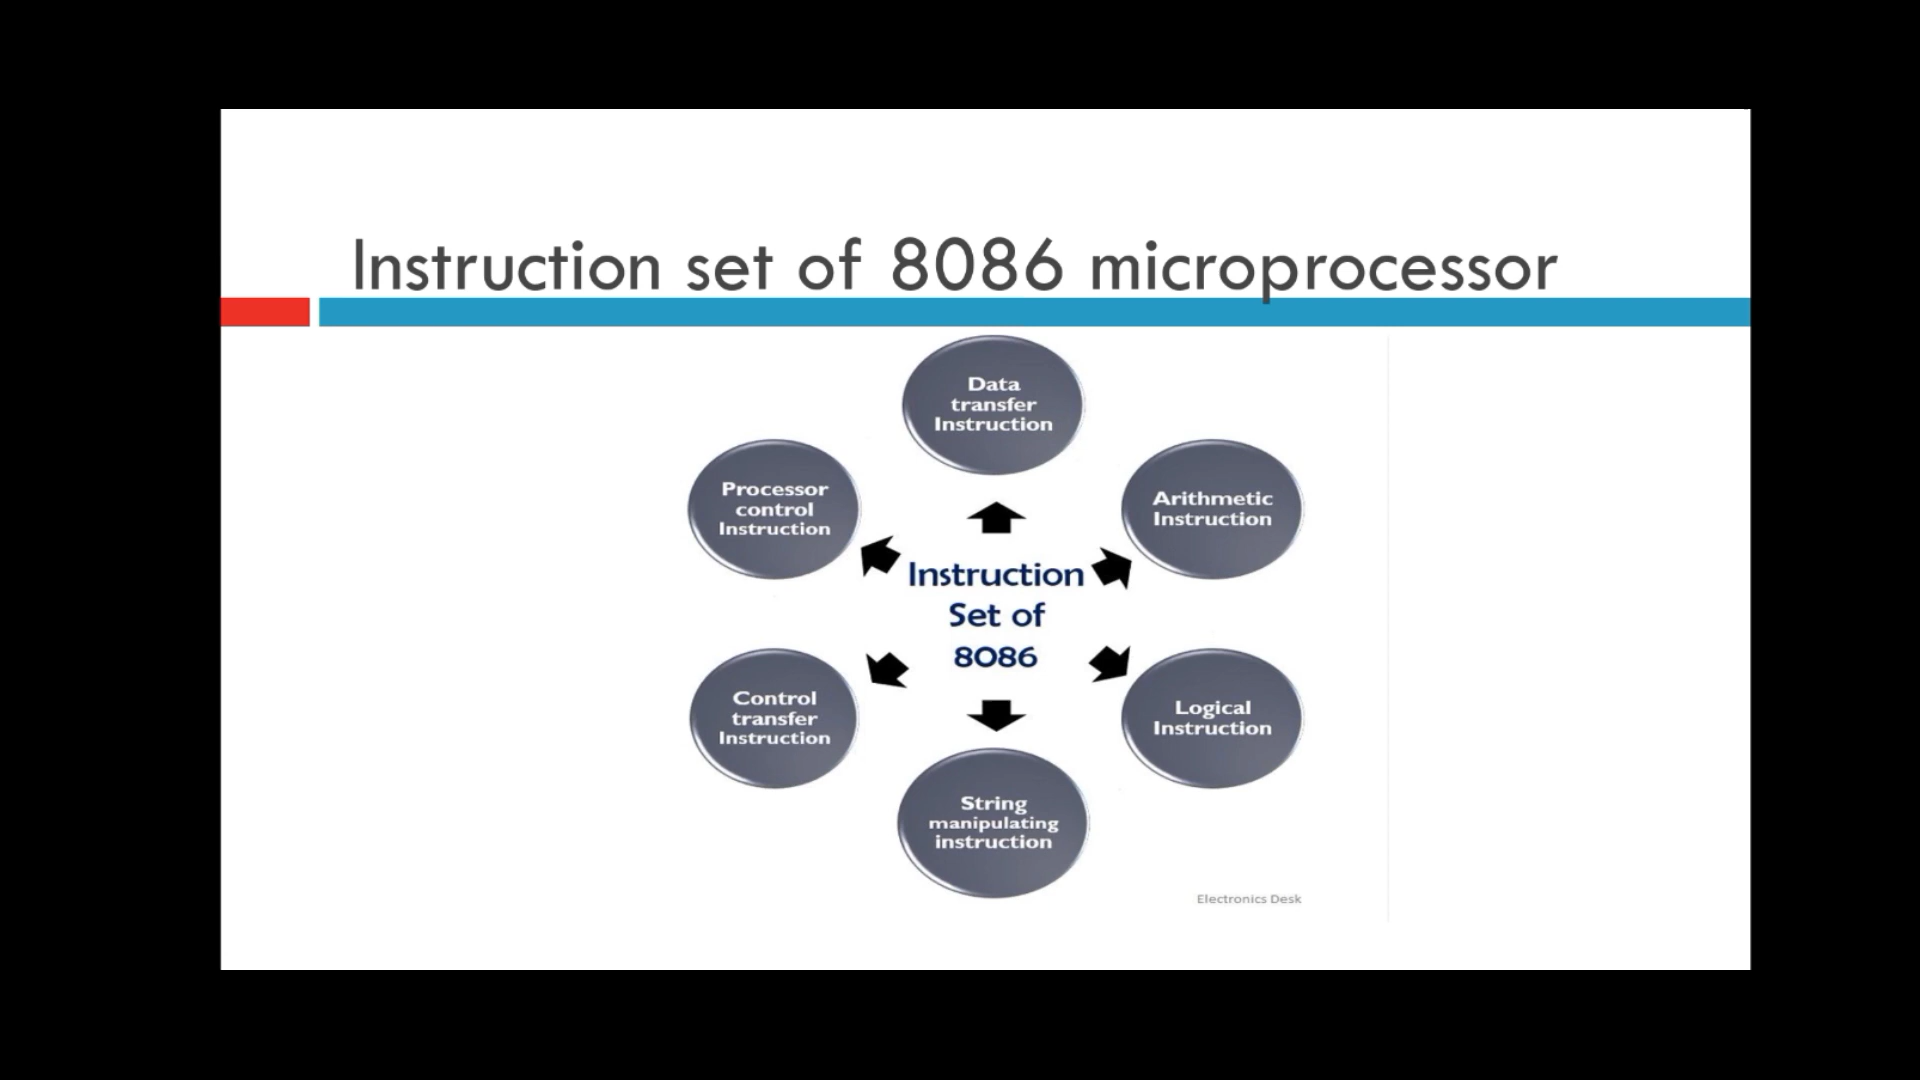 Instruction set of 8086 microprocessor
Data
transfer
Instruction
Processor
control
Instruction
Arithmetic
Instruction
Instruction
Set of
8086
Control
transfer
Instruction
Logical
Instruction
String
manipulating
instruction
Electronics Desk